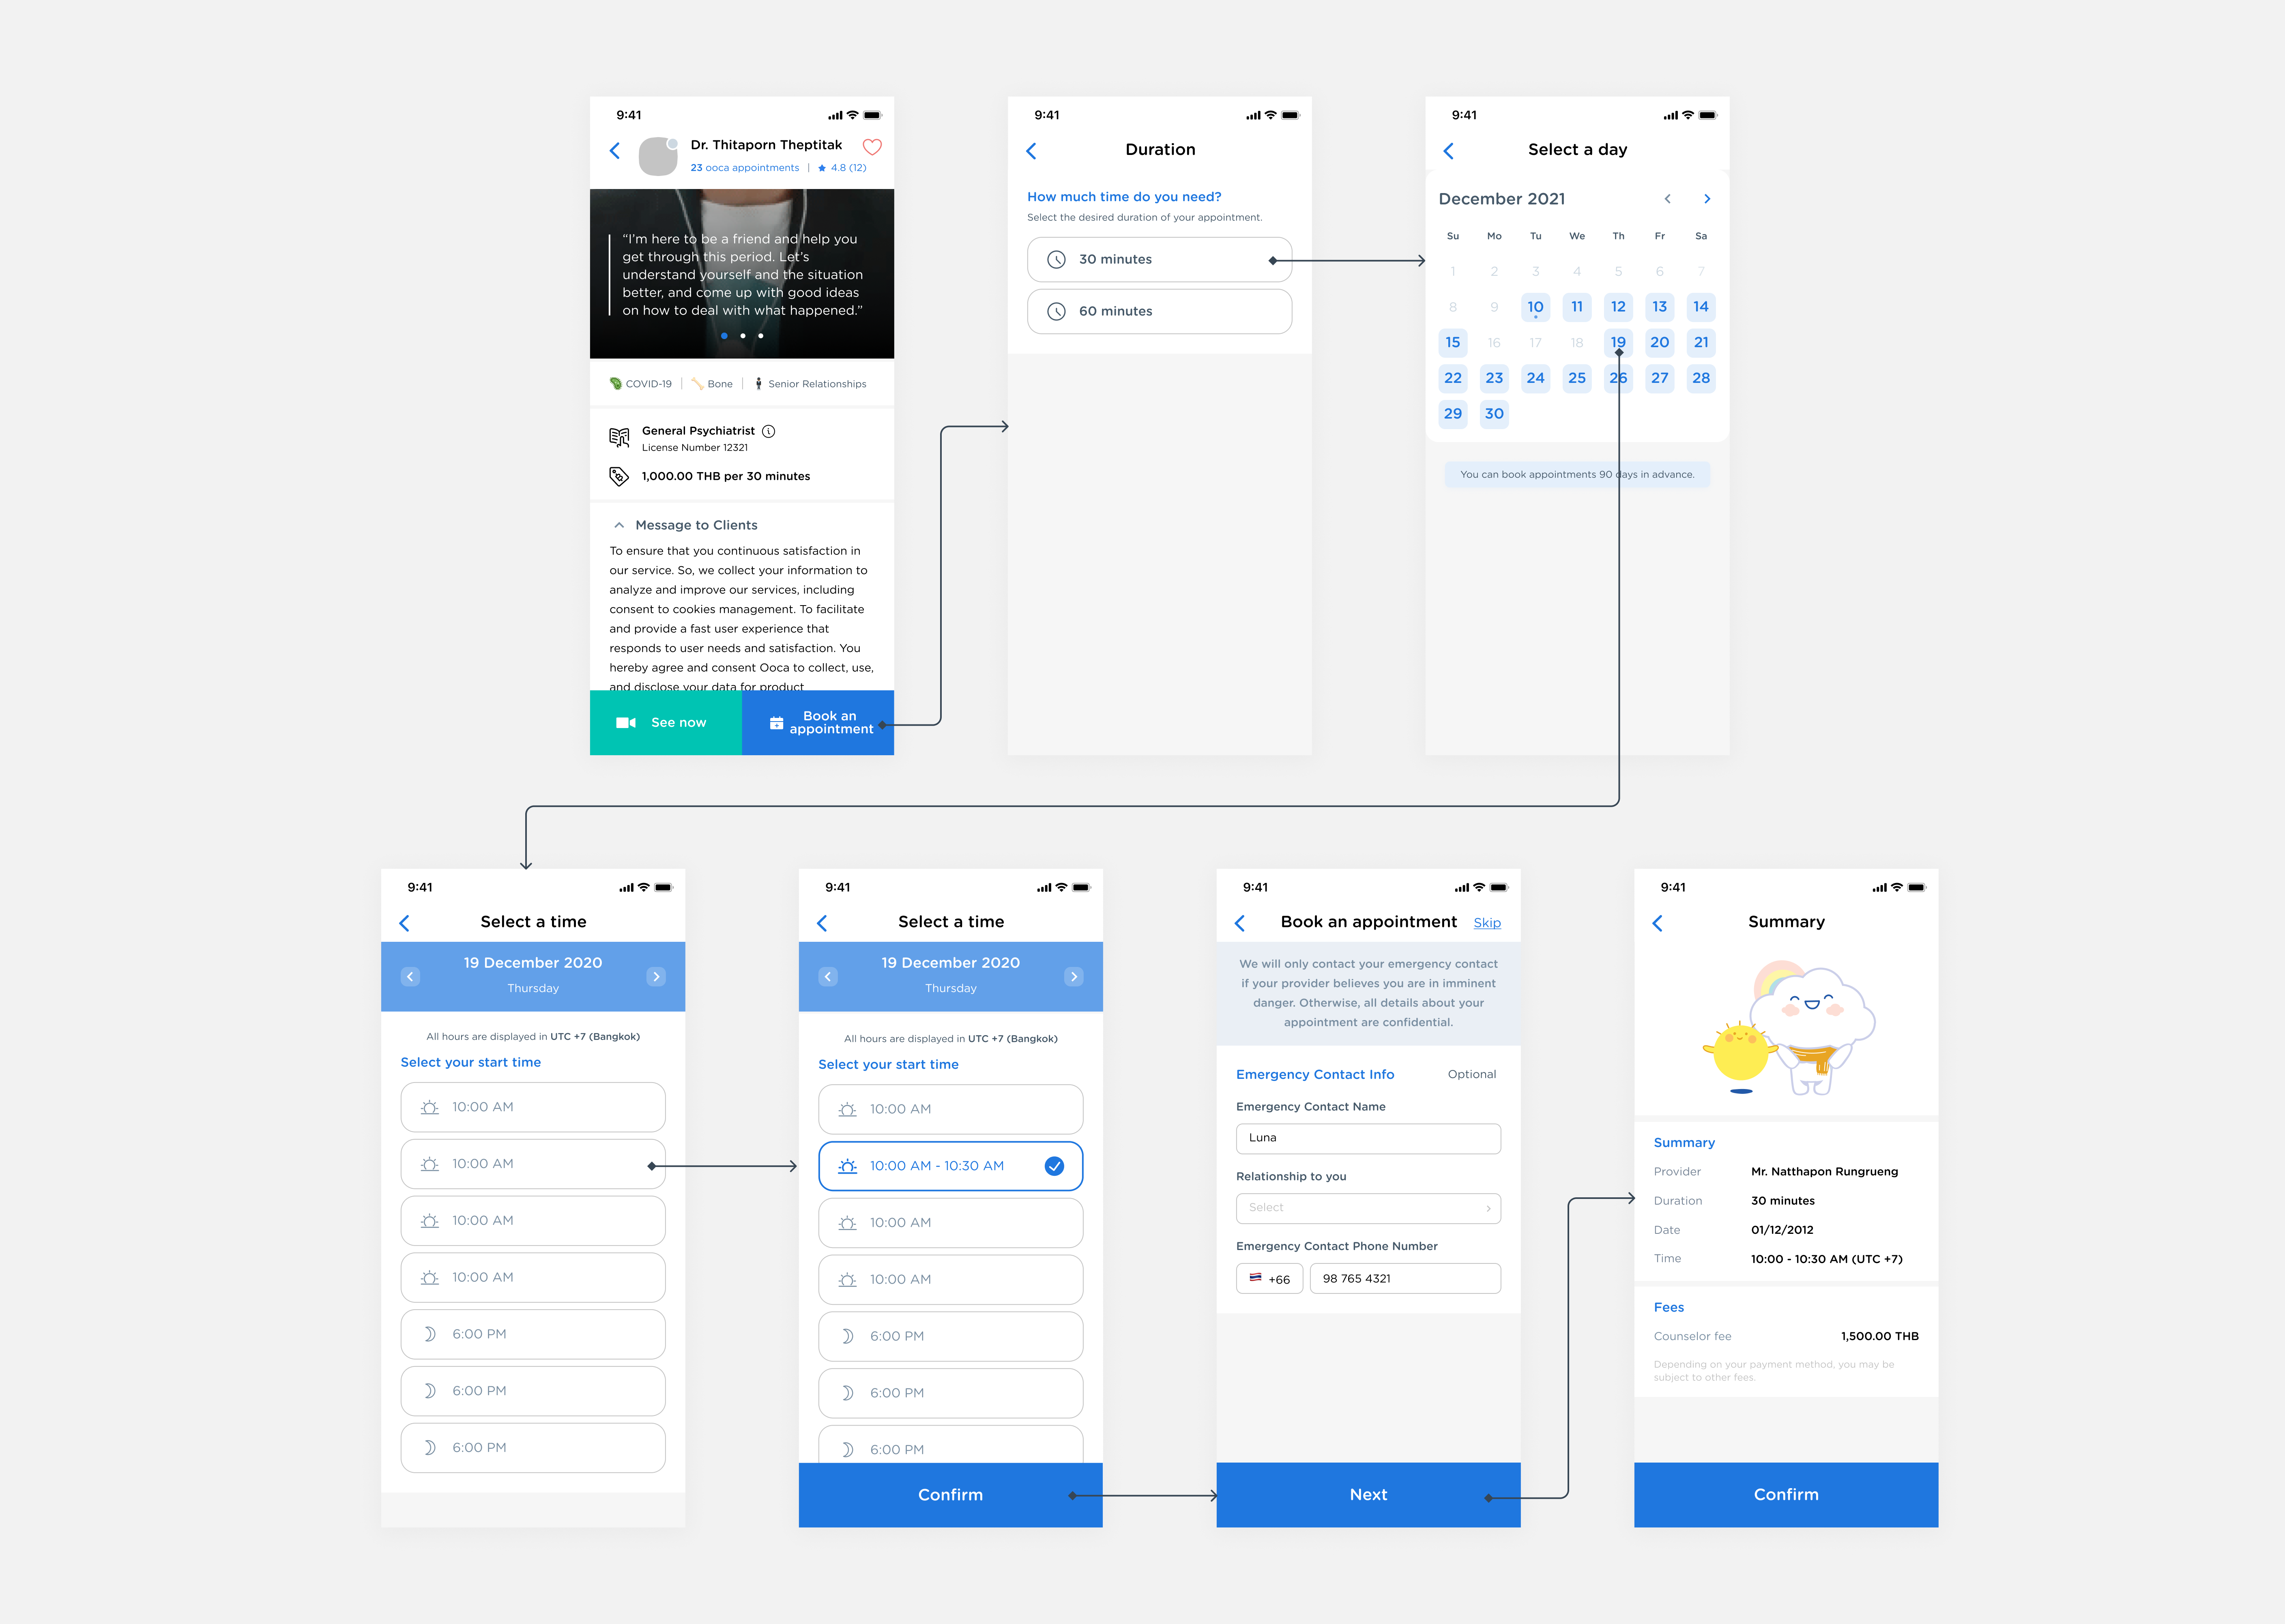 9:41
Dr. Thitaporn Theptitak
23 ooca appointments | 4.8 (12)
“I’m here to be a friend and help you
get through this period. Let’s
understand yourself and the situation
better, and come up with good ideas
on how to deal with what happened.”
COVID-19 | Bone | Senior Relationships
General Psychiatrist
License Number 12321
1,000.00 THB per 30 minutes
Message to Clients
To ensure that you continuous satisfaction in
our service. So, we collect your information to
analyze and improve our services, including
consent to cookies management. To facilitate
and provide a fast user experience that
responds to user needs and satisfaction. You
hereby agree and consent Ooca to collect, use,
and disclose your data for product
See now
Book an
appointment
9:41
Duration
How much time do you need?
Select the desired duration of your appointment.
30 minutes
60 minutes
9:41
Select a day
December 2021
Su Mo Tu We Th Fr Sa
1 2 3 4 5 6 7
8 9 10 11 12 13 14
15 16 17 18 19 20 21
22 23 24 25 26 27 28
29 30
You can book appointments 90 days in advance.
9:41
Select a time
19 December 2020
Thursday
All hours are displayed in UTC +7 (Bangkok)
Select your start time
10:00 AM
10:00 AM
10:00 AM
10:00 AM
6:00 PM
6:00 PM
6:00 PM
9:41
Select a time
19 December 2020
Thursday
All hours are displayed in UTC +7 (Bangkok)
Select your start time
10:00 AM
10:00 AM - 10:30 AM
10:00 AM
10:00 AM
6:00 PM
6:00 PM
6:00 PM
Confirm
9:41
Book an appointment Skip
We will only contact your emergency contact
if your provider believes you are in imminent
danger. Otherwise, all details about your
appointment are confidential.
Emergency Contact Info Optional
Emergency Contact Name
Luna
Relationship to you
Select
Emergency Contact Phone Number
+66 98 765 4321
Next
9:41
Summary
Summary
Provider Mr. Natthapon Rungrueng
Duration 30 minutes
Date 01/12/2012
Time 10:00 - 10:30 AM (UTC +7)
Fees
Counselor fee 1,500.00 THB
Depending on your payment method, you may be
subject to other fees.
Confirm